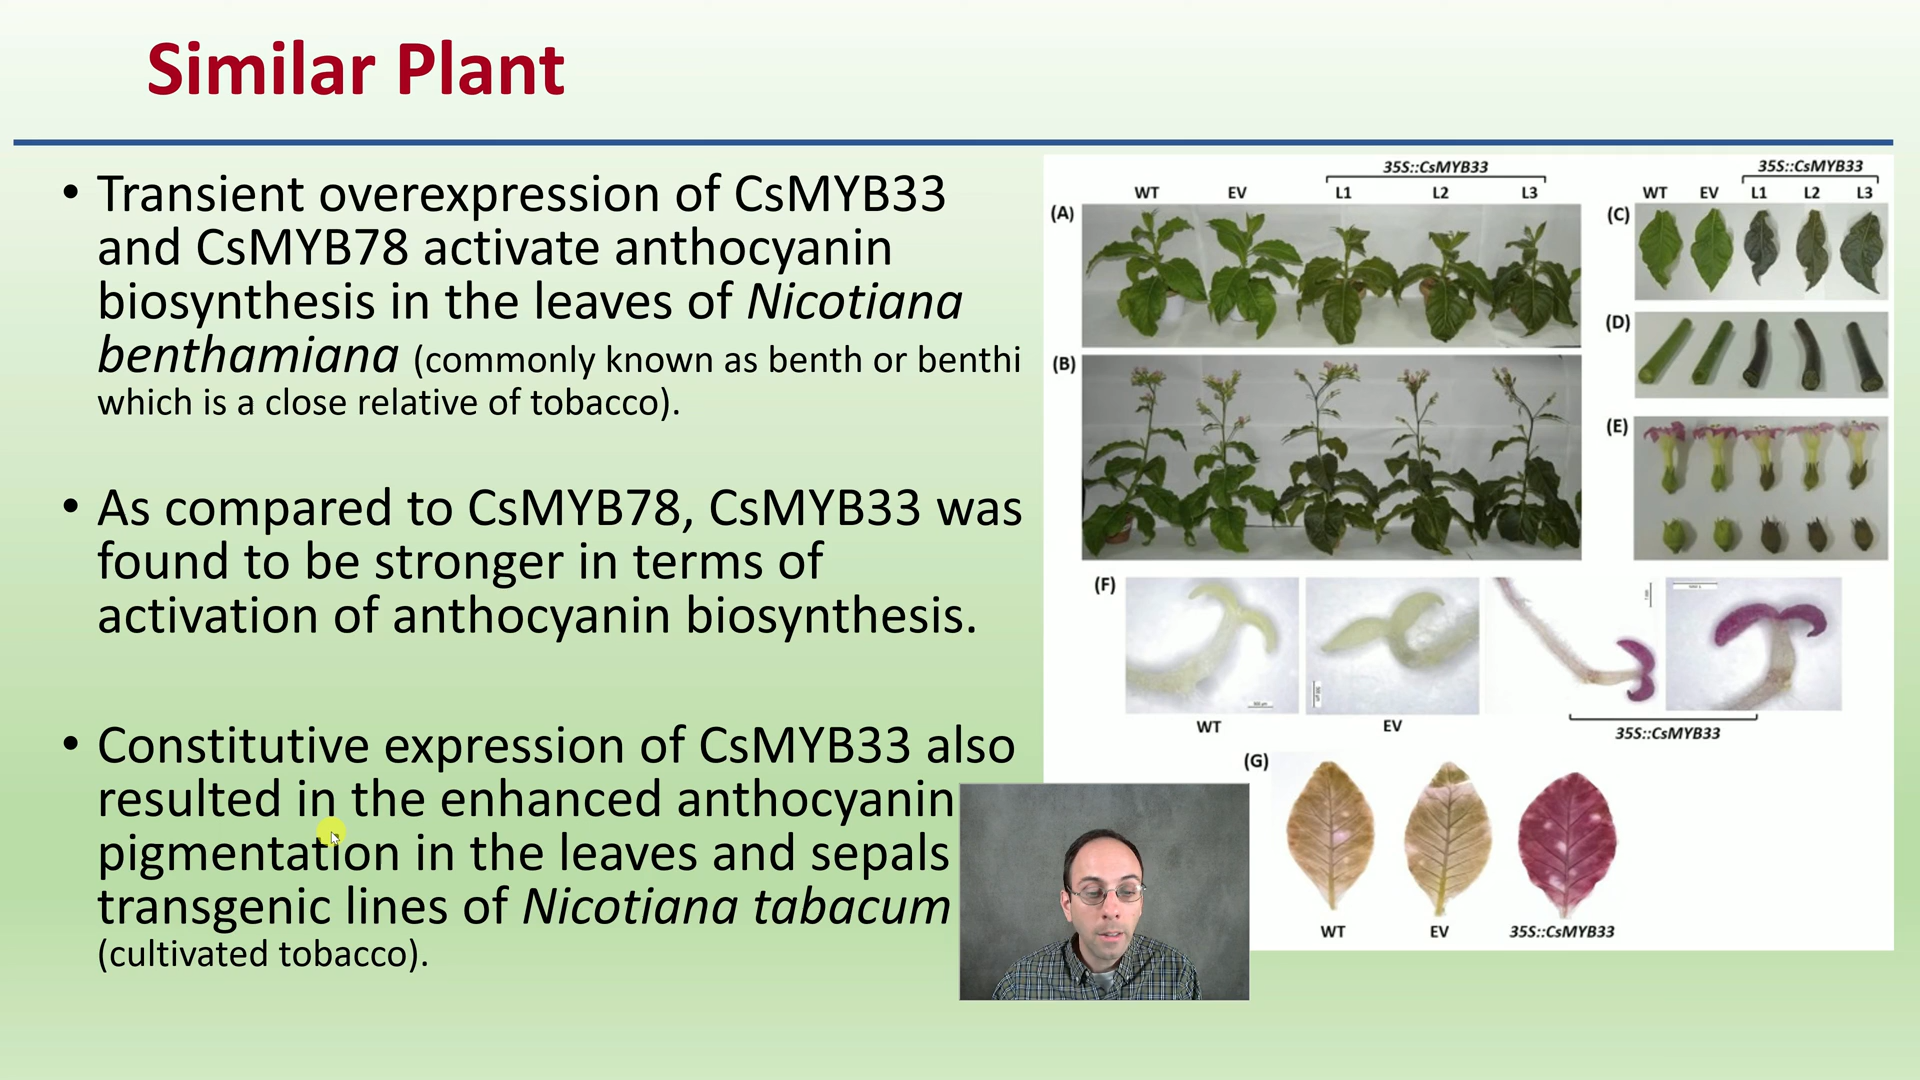 Similar Plant
• Transient overexpression of CsMYB33
and CsMYB78 activate anthocyanin
biosynthesis in the leaves of Nicotiana
benthamiana (commonly known as benth or benthi
which is a close relative of tobacco).
• As compared to CsMYB78, CsMYB33 was
found to be stronger in terms of
activation of anthocyanin biosynthesis.
• Constitutive expression of CsMYB33 also
resulted in the enhanced anthocyanin
pigmentation in the leaves and sepals
transgenic lines of Nicotiana tabacum
(cultivated tobacco).
35S::CsMYB33
WT EV L1 L2 L3
(A)
(B)
35S::CsMYB33
WT EV L1 L2 L3
(C)
(D)
(E)
(F)
WT EV 35S::CsMYB33
(G)
WT EV 35S::CsMYB33